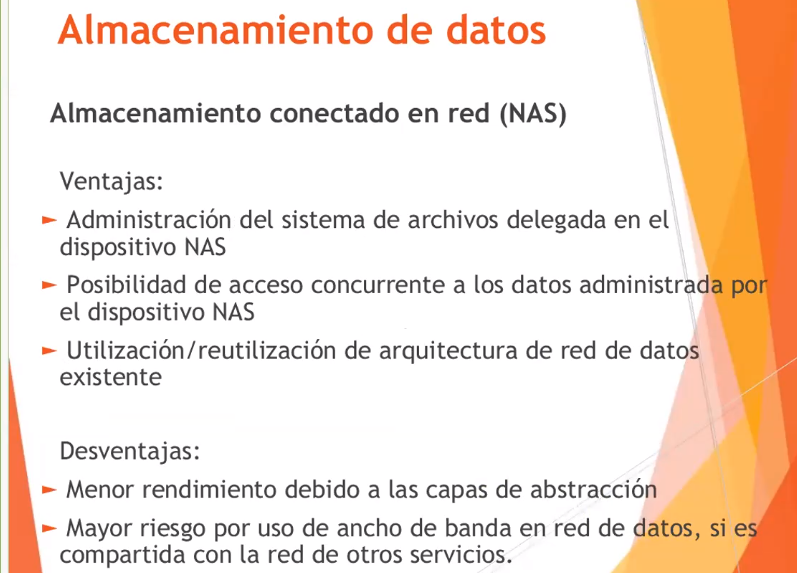 Almacenamiento de datos
Almacenamiento conectado en red (NAS)
Ventajas:
► Administración del sistema de archivos delegada en el
dispositivo NAS
► Posibilidad de acceso concurrente a los datos administrada por
el dispositivo NAS
► Utilización/reutilización de arquitectura de red de datos
existente
Desventajas:
► Menor rendimiento debido a las capas de abstracción
► Mayor riesgo por uso de ancho de banda en red de datos, si es
compartida con la red de otros servicios.